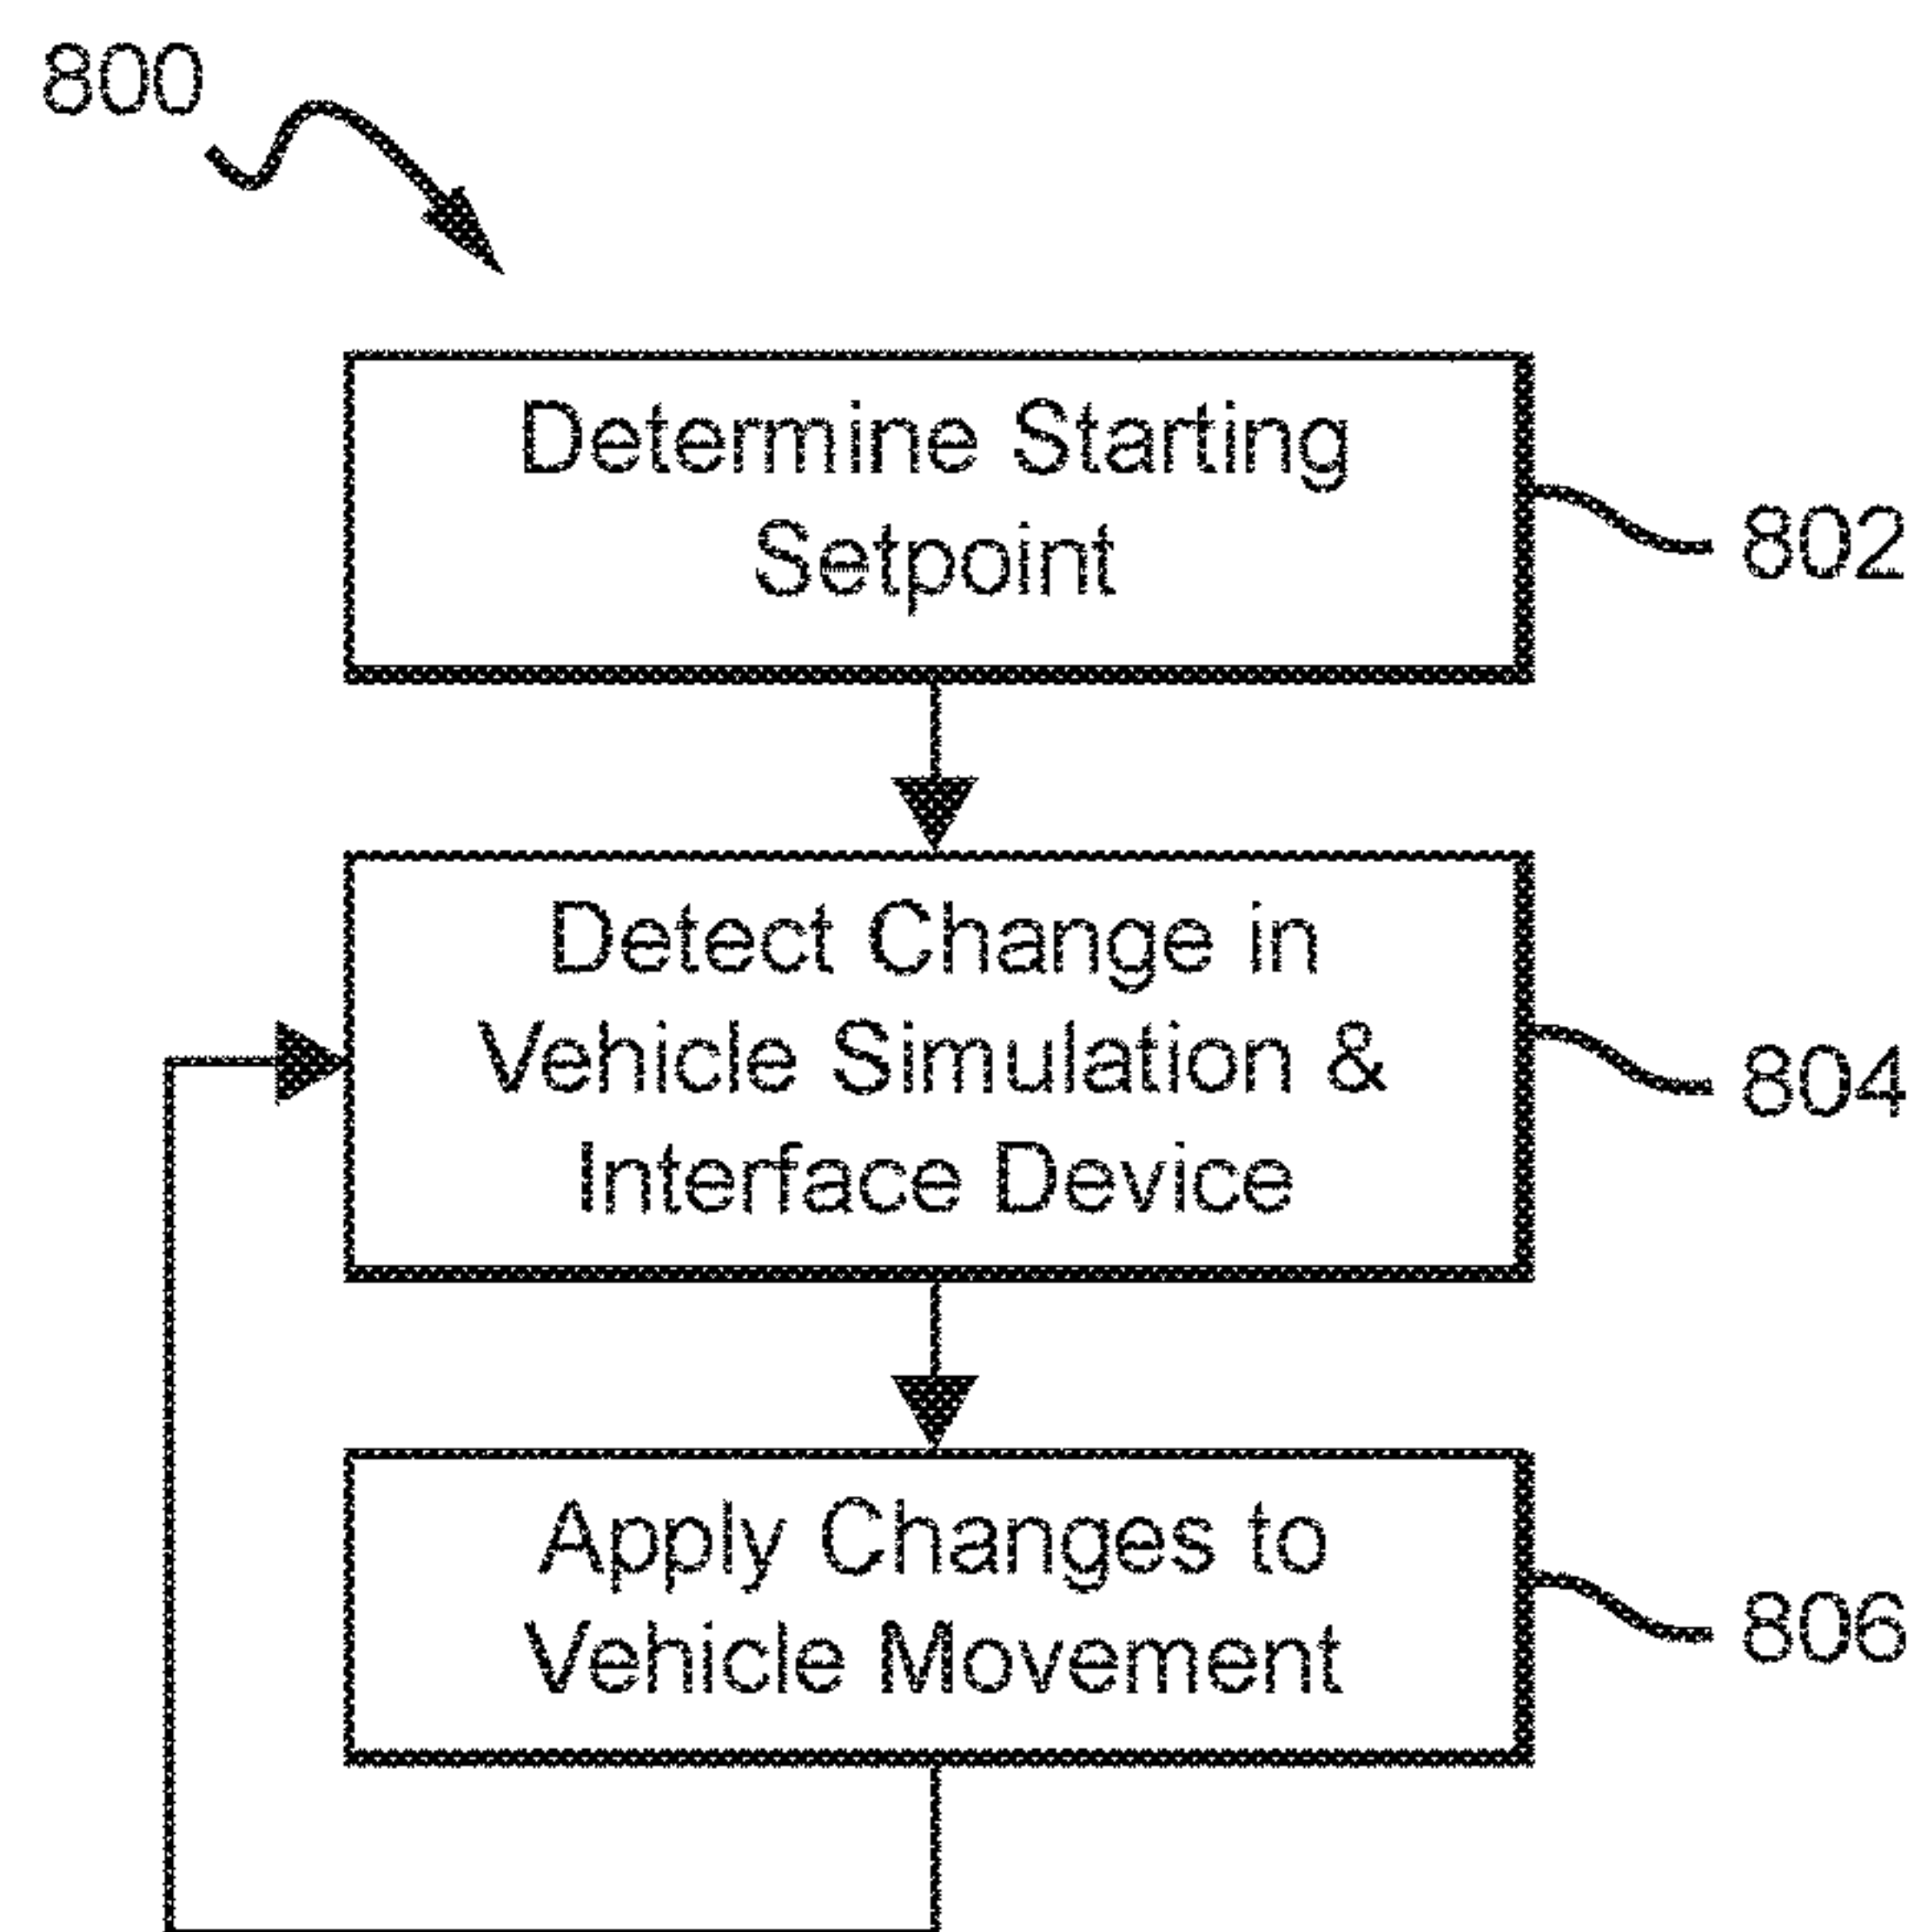 800
Determine Starting
Setpoint
802
Detect Change in
Vehicle Simulation &
Interface Device
804
Apply Changes to
Vehicle Movement
806